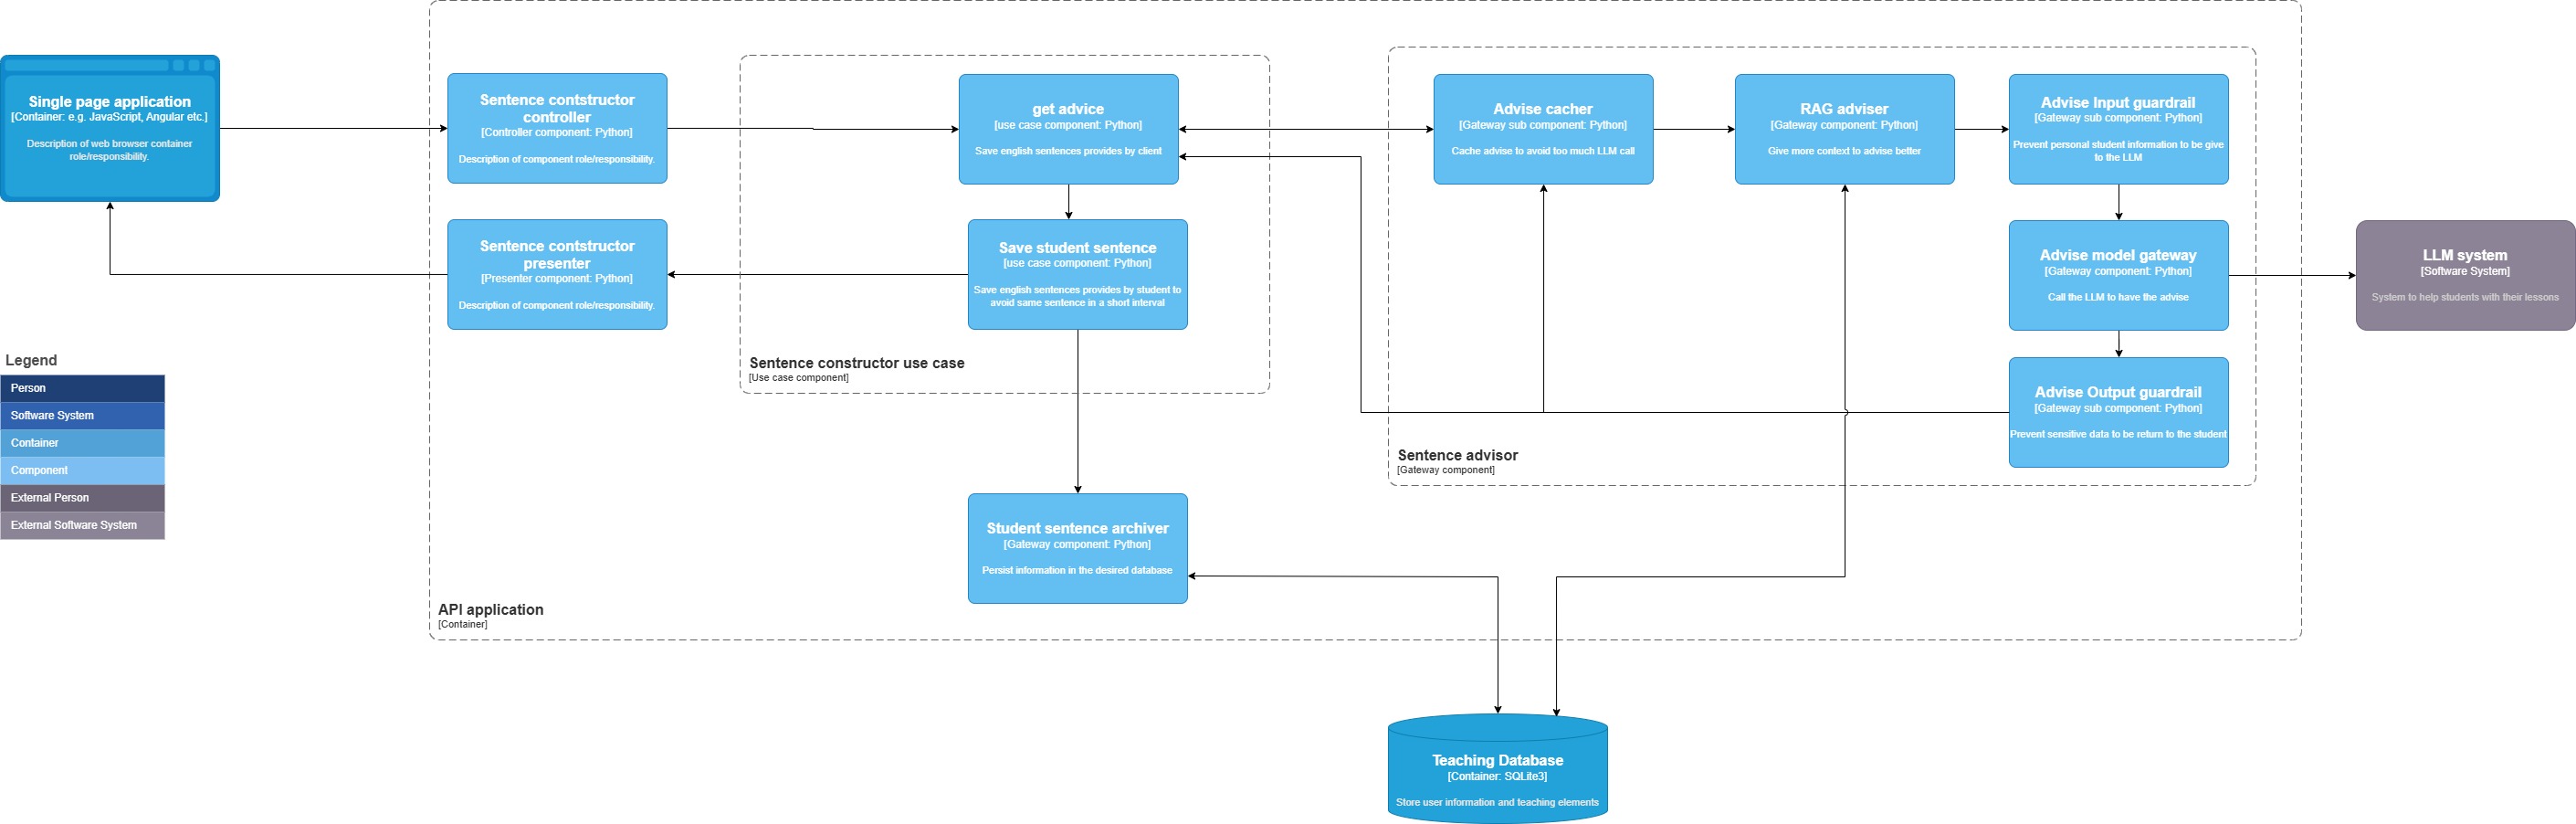 Single page application
[Container: e.g. JavaScript, Angular etc.]
Description of web browser container
role/responsibility.
Sentence contstructor
controller
[Controller component: Python]
Description of component role/responsibility.
get advice
[use case component: Python]
Save english sentences provides by client
Advise cacher
[Gateway sub component: Python]
Cache advise to avoid too much LLM call
RAG adviser
[Gateway component: Python]
Give more context to advise better
Advise Input guardrail
[Gateway sub component: Python]
Prevent personal student information to be give
to the LLM
Sentence contstructor
presenter
[Presenter component: Python]
Description of component role/responsibility.
Save student sentence
[use case component: Python]
Save english sentences provides by student to
avoid same sentence in a short interval
Advise model gateway
[Gateway component: Python]
Call the LLM to have the advise
LLM system
[Software System]
System to help students with their lessons
Sentence constructor use case
[Use case component]
Advise Output guardrail
[Gateway sub component: Python]
Prevent sensitive data to be return to the student
Sentence advisor
[Gateway component]
Legend
Person
Software System
Container
Component
External Person
External Software System
Student sentence archiver
[Gateway component: Python]
Persist information in the desired database
API application
[Container]
Teaching Database
[Container: SQLite3]
Store user information and teaching elements